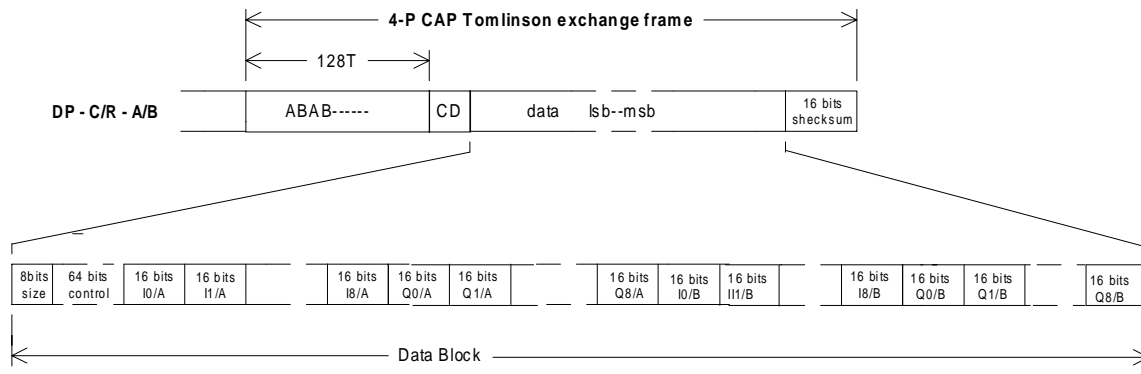 4-P CAP Tomlinson exchange frame
128T
DP - C/R - A/B
ABAB------
CD
data lsb--msb
16 bits
shecksum
8bits
size
64 bits
control
16 bits
I0/A
16 bits
I1/A
16 bits
I8/A
16 bits
Q0/A
16 bits
Q1/A
16 bits
Q8/A
16 bits
I0/B
16 bits
II1/B
16 bits
I8/B
16 bits
Q0/B
16 bits
Q1/B
16 bits
Q8/B
Data Block